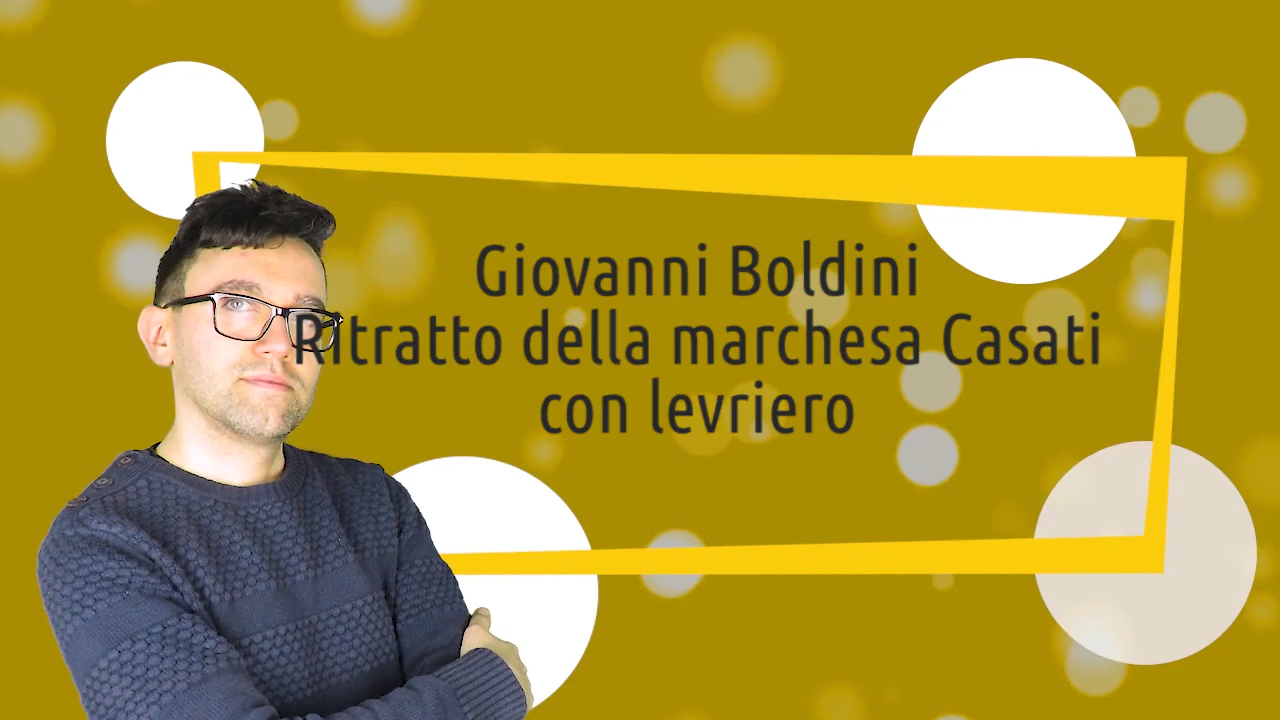 Giovanni Boldini
Ritratto della marchesa Casati
con levriero